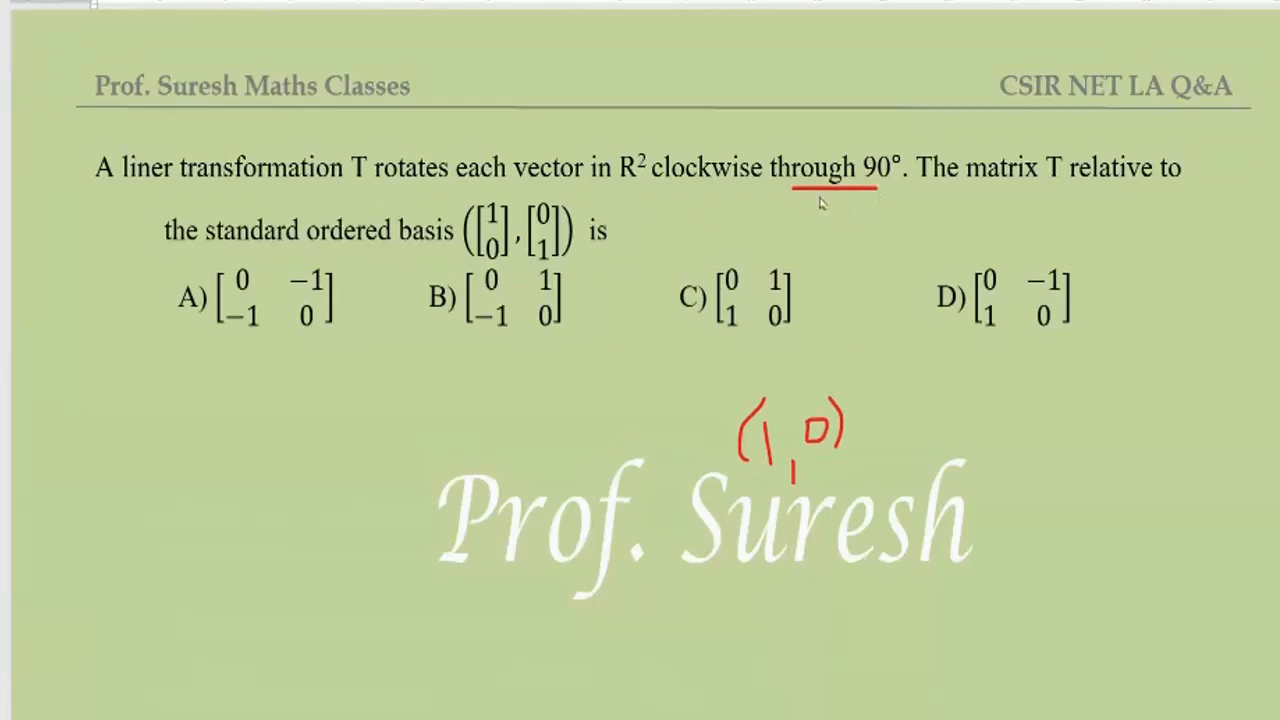 Prof. Suresh Maths Classes CSIR NET LA Q&A
A liner transformation T rotates each vector in R² clockwise through 90°. The matrix T relative to
the standard ordered basis ([1 0], [0 1]) is
A) [0 −1 −1 0] B) [0 1 −1 0] C) [0 1 1 0] D) [0 −1 1 0]
(1, 0)
Prof. Suresh